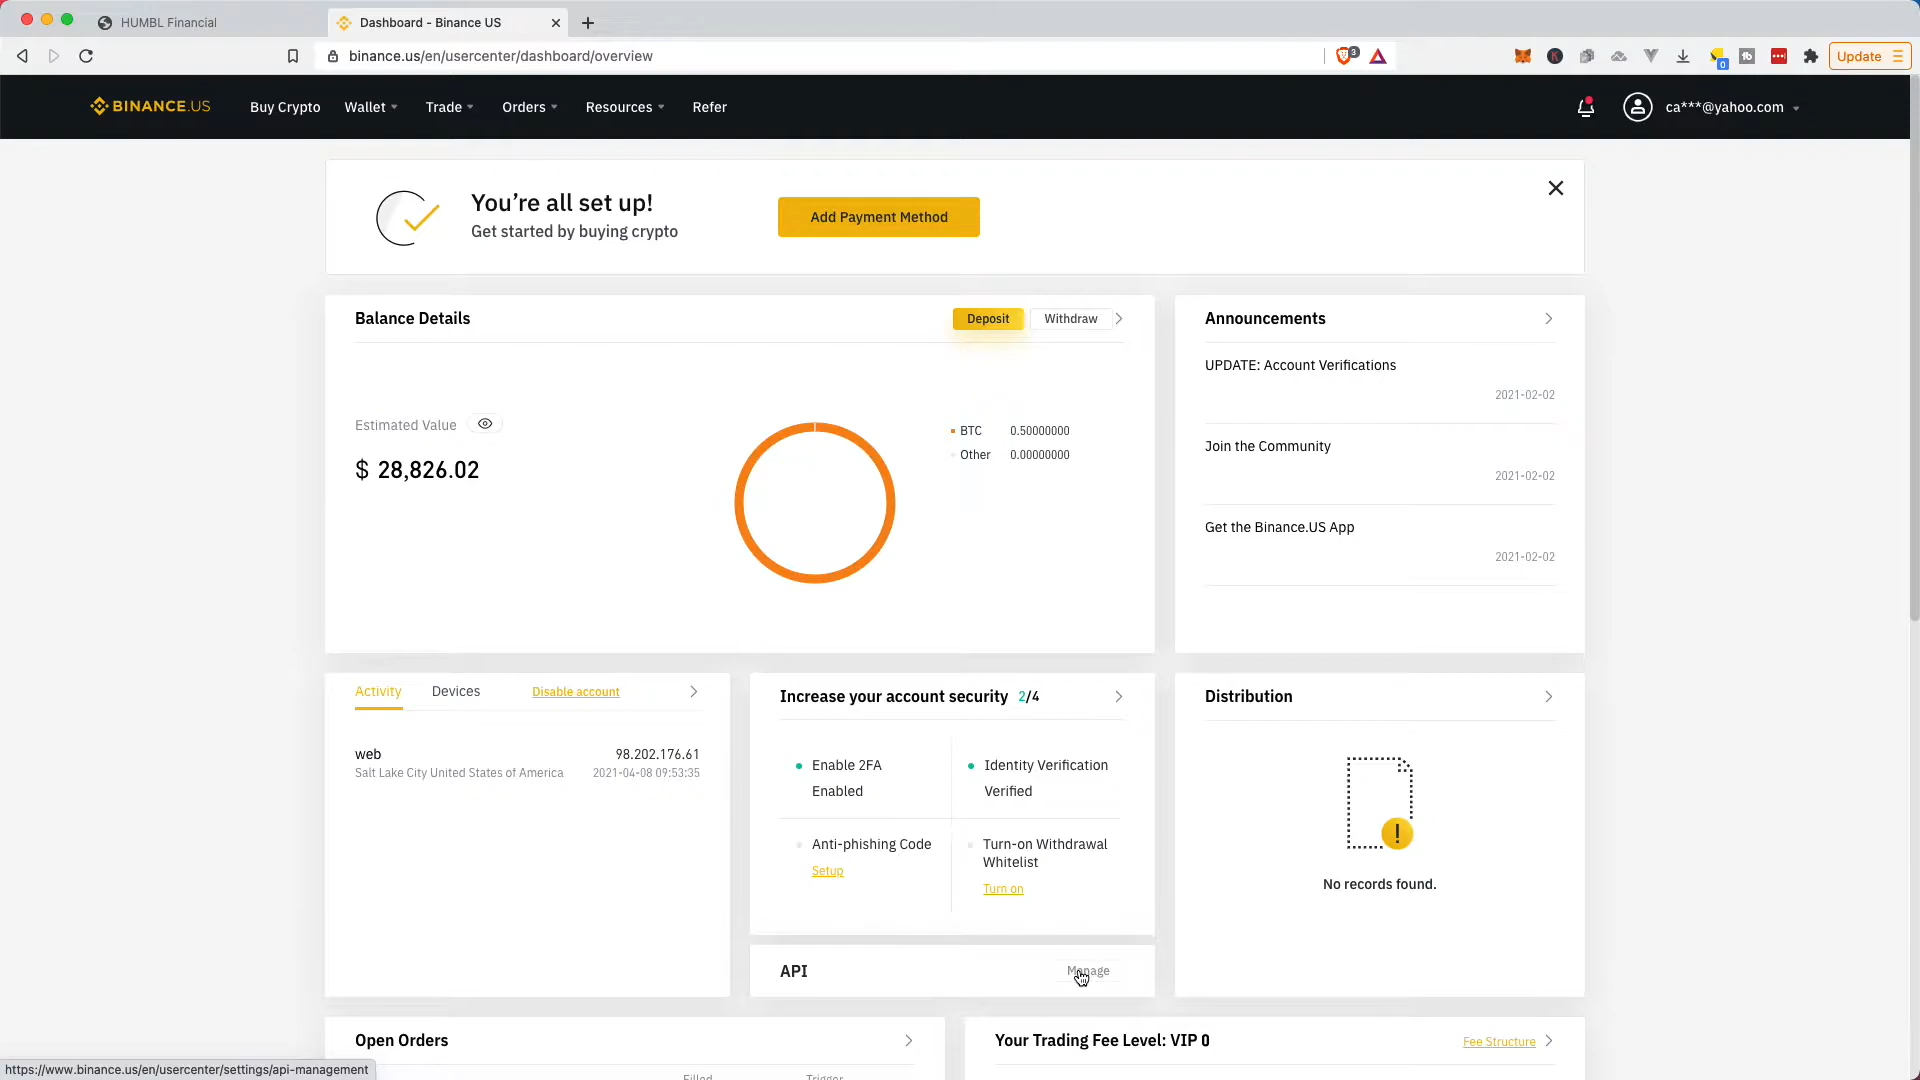 HUMBL Financial
Dashboard - Binance US
binance.us/en/usercenter/dashboard/overview
3
0
Update
BINANCE.US
Buy Crypto
Wallet
Trade
Orders
Resources
Refer
ca***@yahoo.com
You're all set up!
Get started by buying crypto
Add Payment Method
Balance Details
Deposit
Withdraw
Estimated Value
$ 28,826.02
BTC 0.50000000
Other 0.00000000
Announcements
UPDATE: Account Verifications
2021-02-02
Join the Community
2021-02-02
Get the Binance.US App
2021-02-02
Activity
Devices
Disable account
web 98.202.176.61
Salt Lake City United States of America 2021-04-08 09:53:35
Increase your account security 2/4
Enable 2FA
Enabled
Identity Verification
Verified
Anti-phishing Code
Setup
Turn-on Withdrawal
Whitelist
Turn on
API
Manage
Distribution
!
No records found.
Open Orders
Filled
Trigger
Your Trading Fee Level: VIP 0
Fee Structure
https://www.binance.us/en/usercenter/settings/api-management